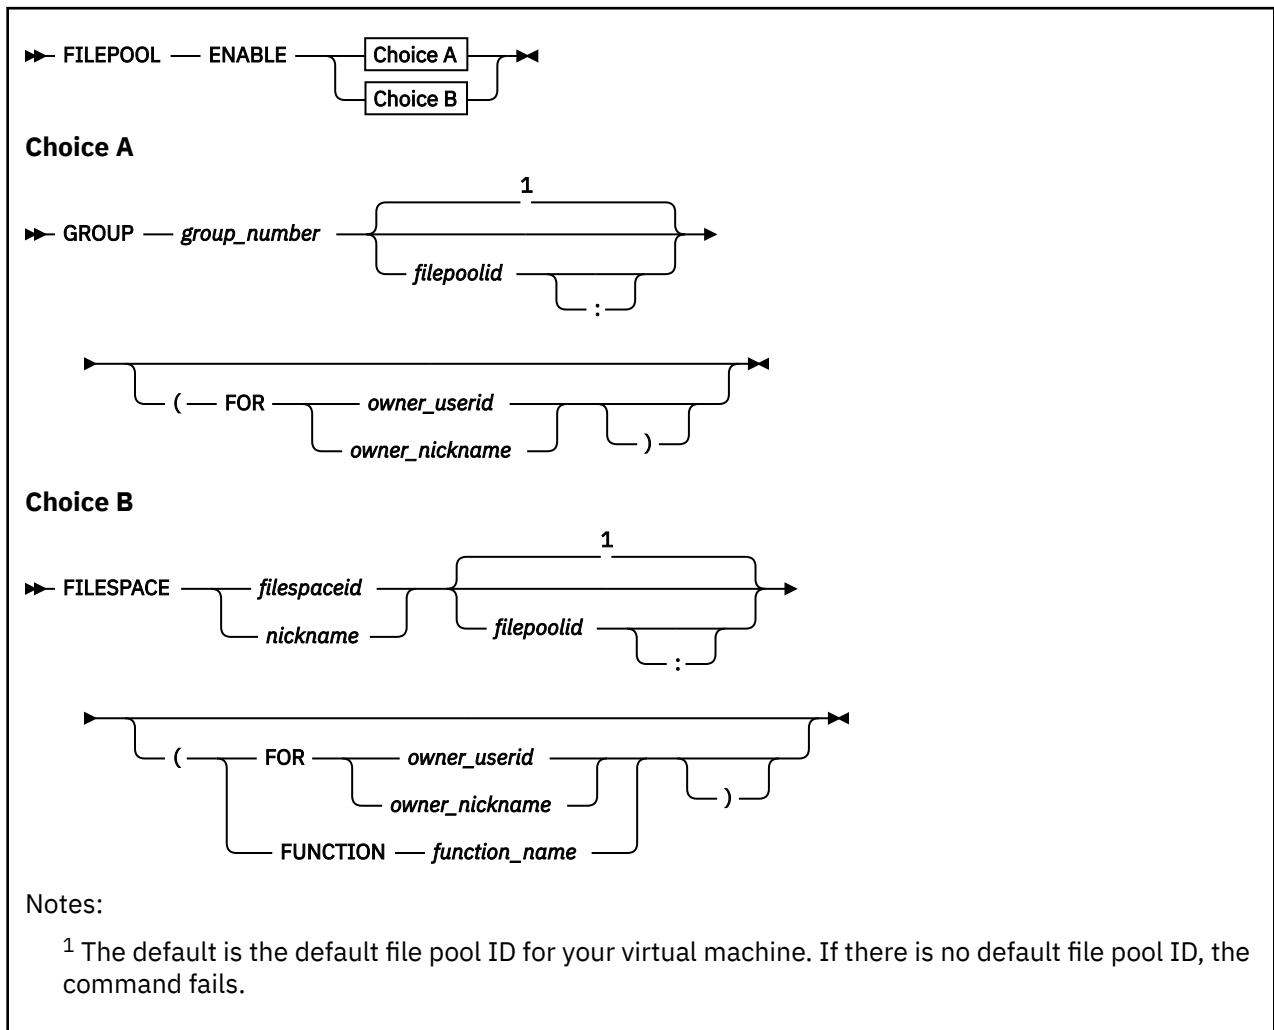 FILEPOOL ENABLE Choice A
Choice B
Choice A
1
GROUP group_number
filepoolid
:
( FOR owner_userid
owner_nickname )
Choice B
1
FILESPACE filespaceid
nickname filepoolid
:
( FOR owner_userid
owner_nickname )
FUNCTION function_name
Notes:
1 The default is the default file pool ID for your virtual machine. If there is no default file pool ID, the
command fails.